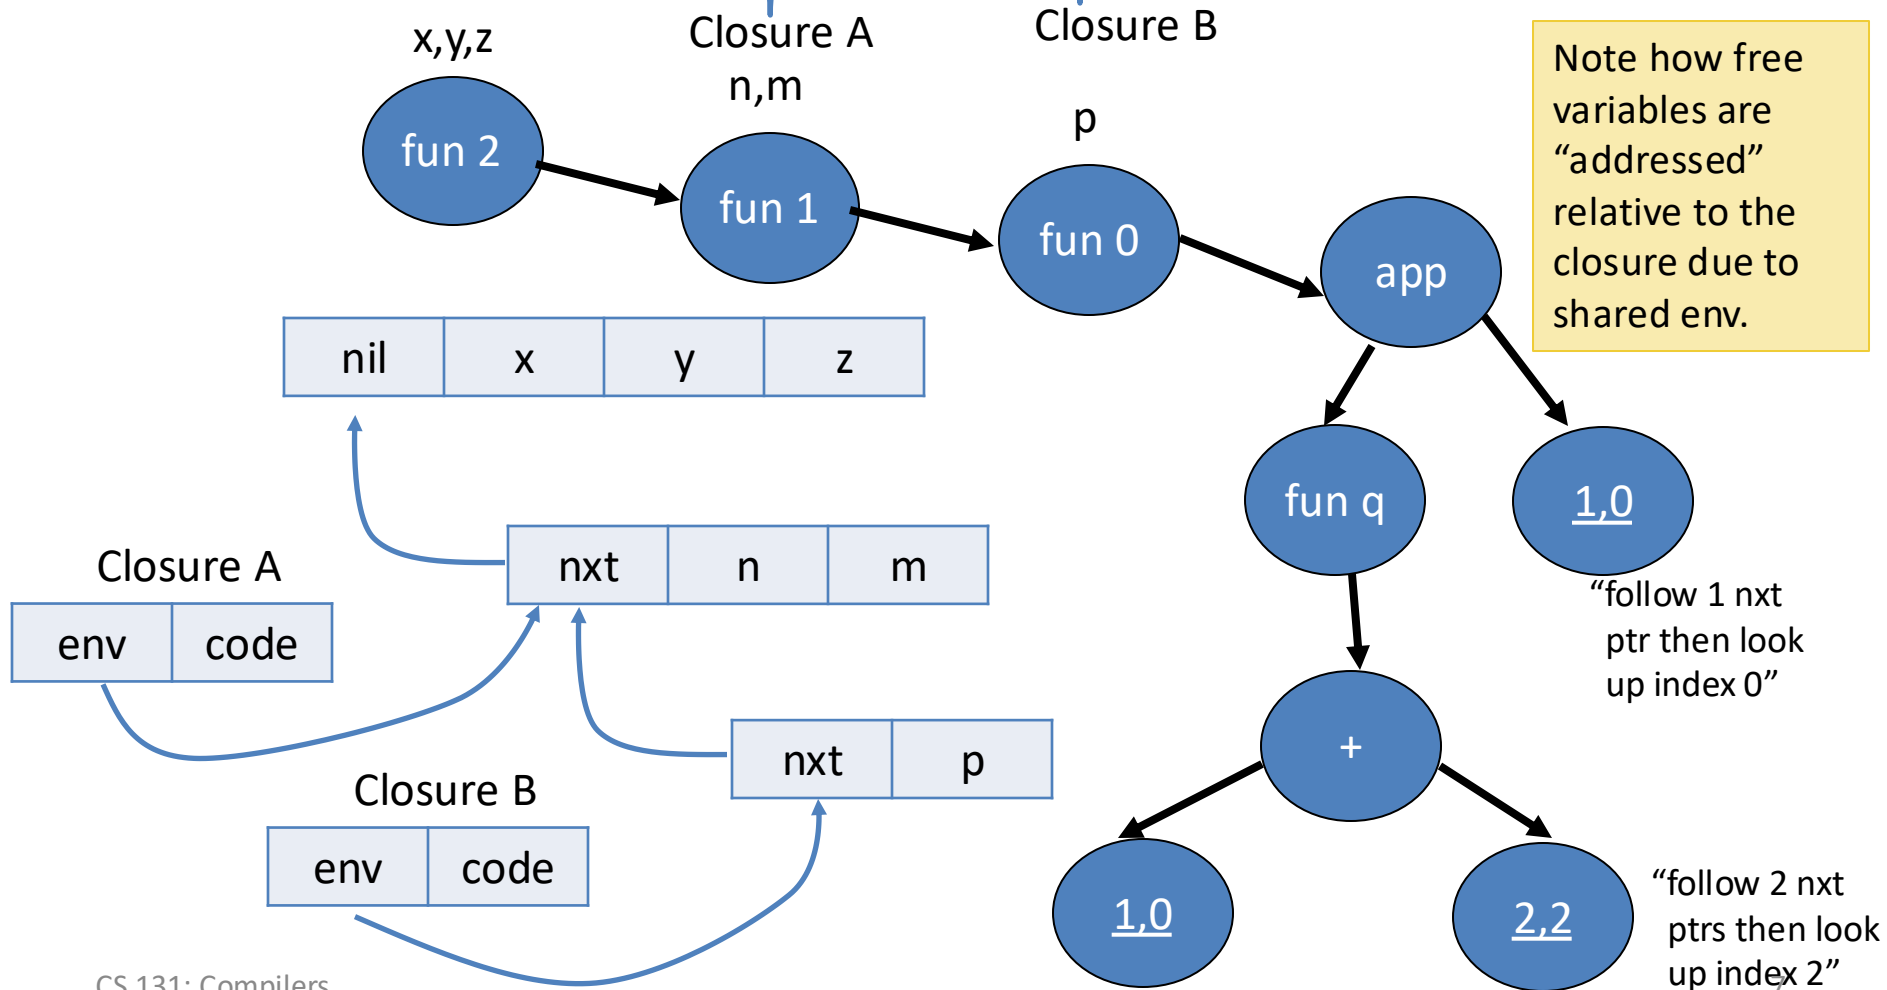 x,y,z
Closure A
n,m
Closure B
p
fun 2
fun 1
fun 0
app
Note how free
variables are
“addressed”
relative to the
closure due to
shared env.
nil x y z
fun q
1,0
“follow 1 nxt
ptr then look
up index 0”
nxt n m
Closure A
env code
nxt p
Closure B
env code
+
1,0
2,2
“follow 2 nxt
ptrs then look
up index 2”
CS 131: Compilers
7